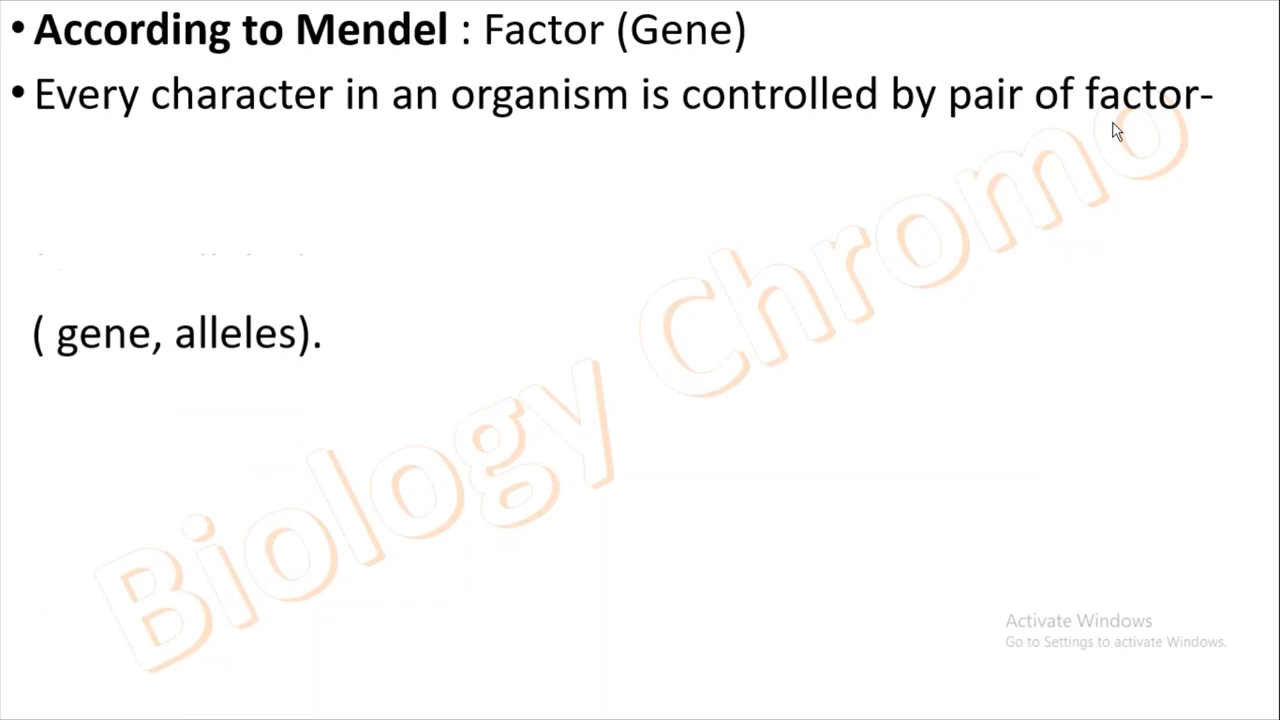 • According to Mendel : Factor (Gene)
• Every character in an organism is controlled by pair of factor-
( gene, alleles).
Biology Chromo
Activate Windows
Go to Settings to activate Windows.